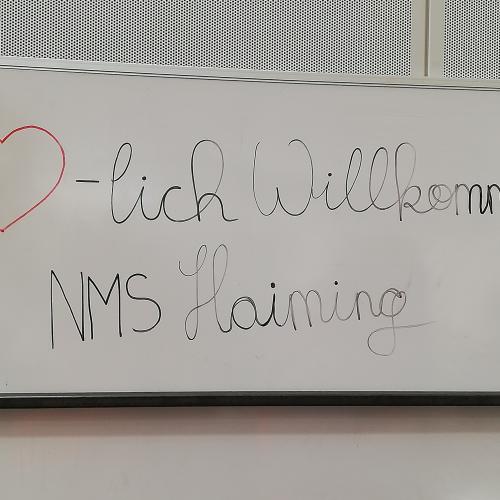 ♥-lich Willkomm
NMS Haiming